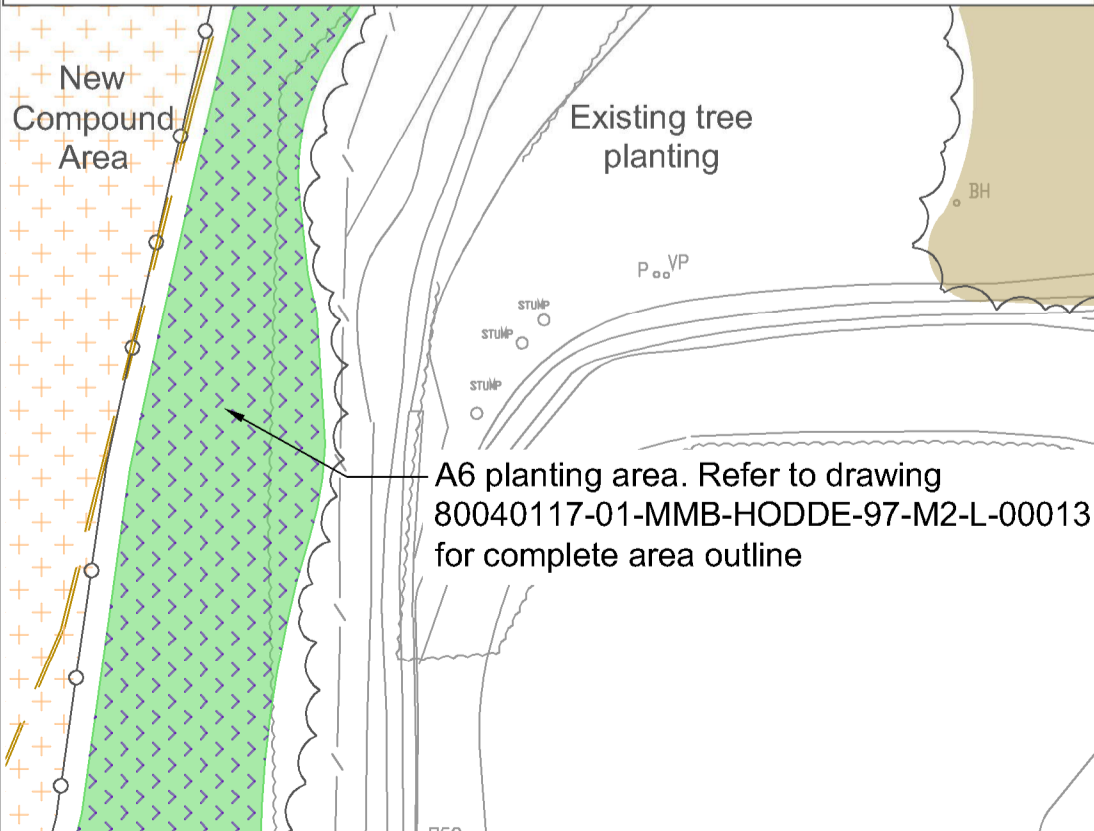 New
Compound
Area
Existing tree
planting
BH
P VP
STUMP
STUMP
STUMP
A6 planting area. Refer to drawing
80040117-01-MMB-HODDE-97-M2-L-00013
for complete area outline